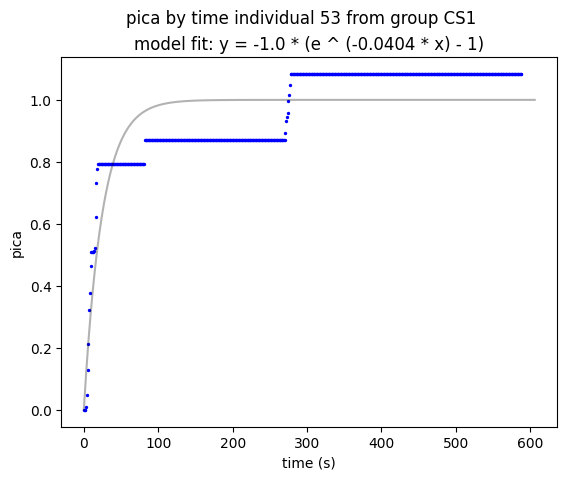 pica by time individual 53 from group CS1
model fit: y = -1.0 * (e ^ (-0.0404 * x) - 1)
1.0
0.8
0.6
0.4
0.2
0.0
pica
0 100 200 300 400 500 600
time (s)